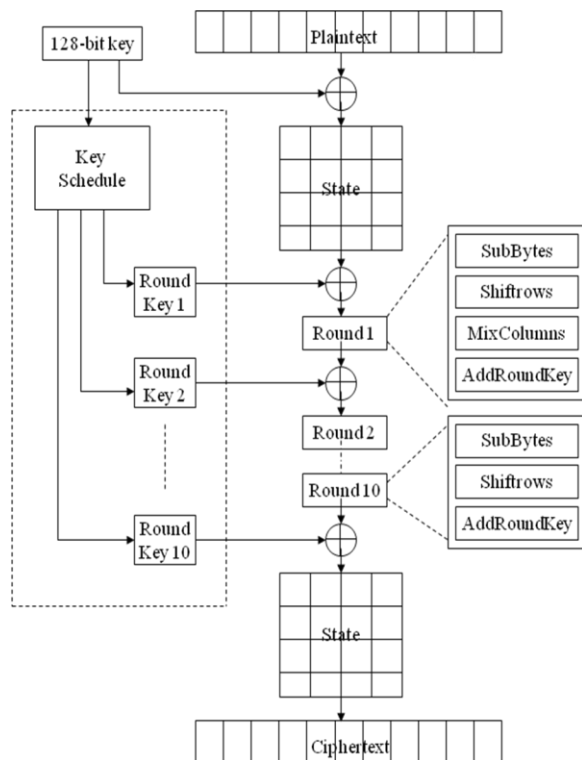 128-bit key
Plaintext
Key
Schedule
State
Round
Key 1
Round 1
SubBytes
Shiftrows
MixColumns
AddRoundKey
Round
Key 2
Round 2
Round 10
SubBytes
Shiftrows
AddRoundKey
Round
Key 10
State
Ciphertext